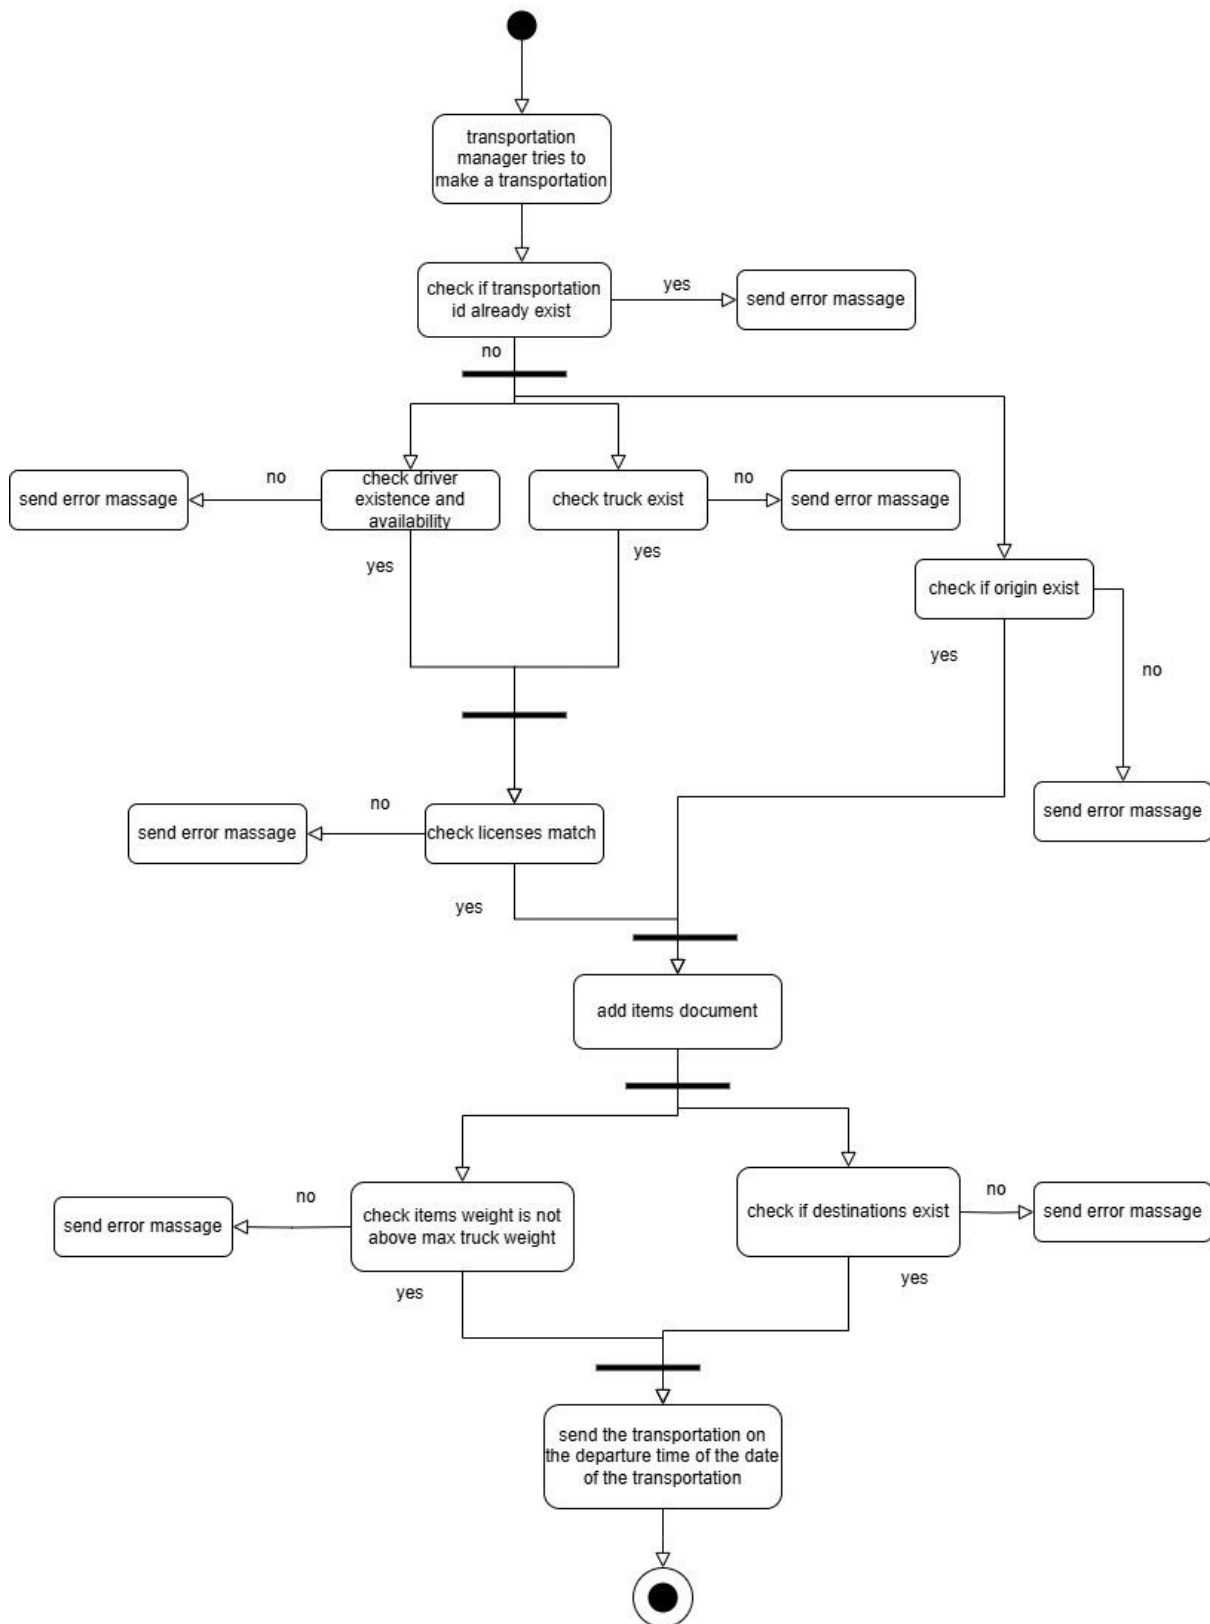 transportation
manager tries to
make a transportation
check if transportation
id already exist
yes
send error massage
no
check driver
existence and
availability
no
send error massage
yes
check truck exist
no
send error massage
yes
check if origin exist
yes
no
send error massage
check licenses match
no
send error massage
yes
add items document
check items weight is not
above max truck weight
no
send error massage
yes
check if destinations exist
no
send error massage
yes
send the transportation on
the departure time of the date
of the transportation